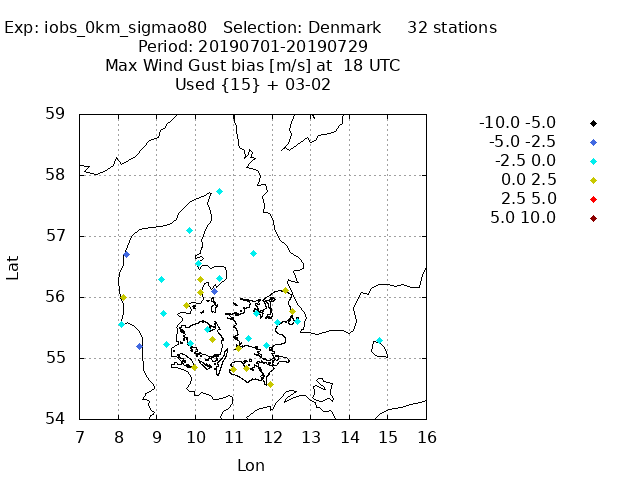 Exp: iobs_0km_sigmao80   Selection: Denmark     32 stations
Period: 20190701-20190729
Max Wind Gust bias [m/s] at  18 UTC
Used {15} + 03-02
-10.0 -5.0
-5.0 -2.5
-2.5 0.0
0.0 2.5
2.5 5.0
5.0 10.0
59
58
57
56
55
54
Lat
7 8 9 10 11 12 13 14 15 16
Lon